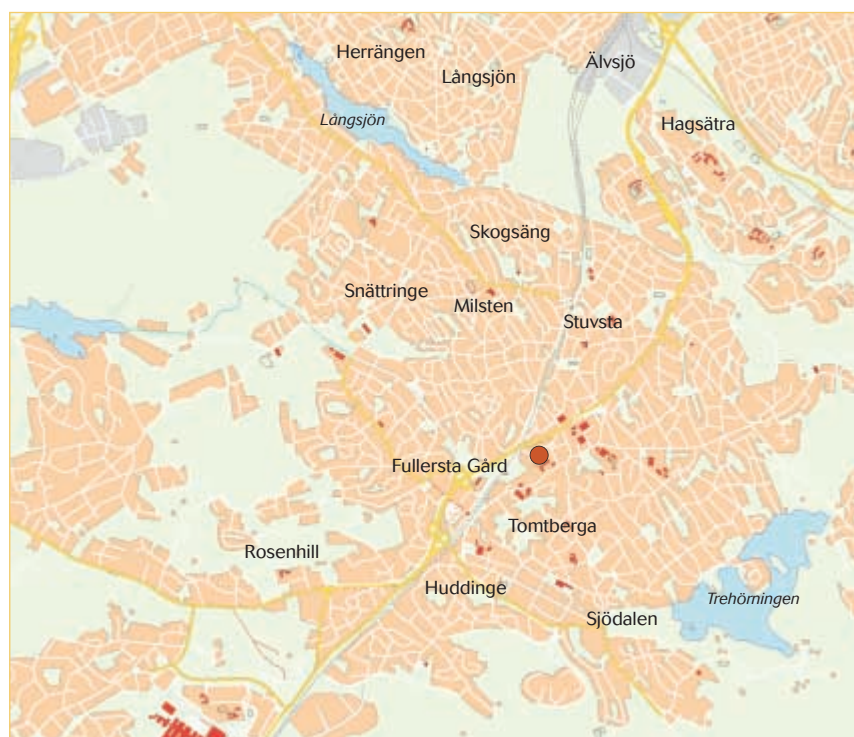 Herrängen
Långsjön
Älvsjö
Långsjön
Hagsätra
Skogsäng
Snättringe
Milsten
Stuvsta
Fullersta Gård
Tomtberga
Rosenhill
Huddinge
Trehörningen
Sjödalen